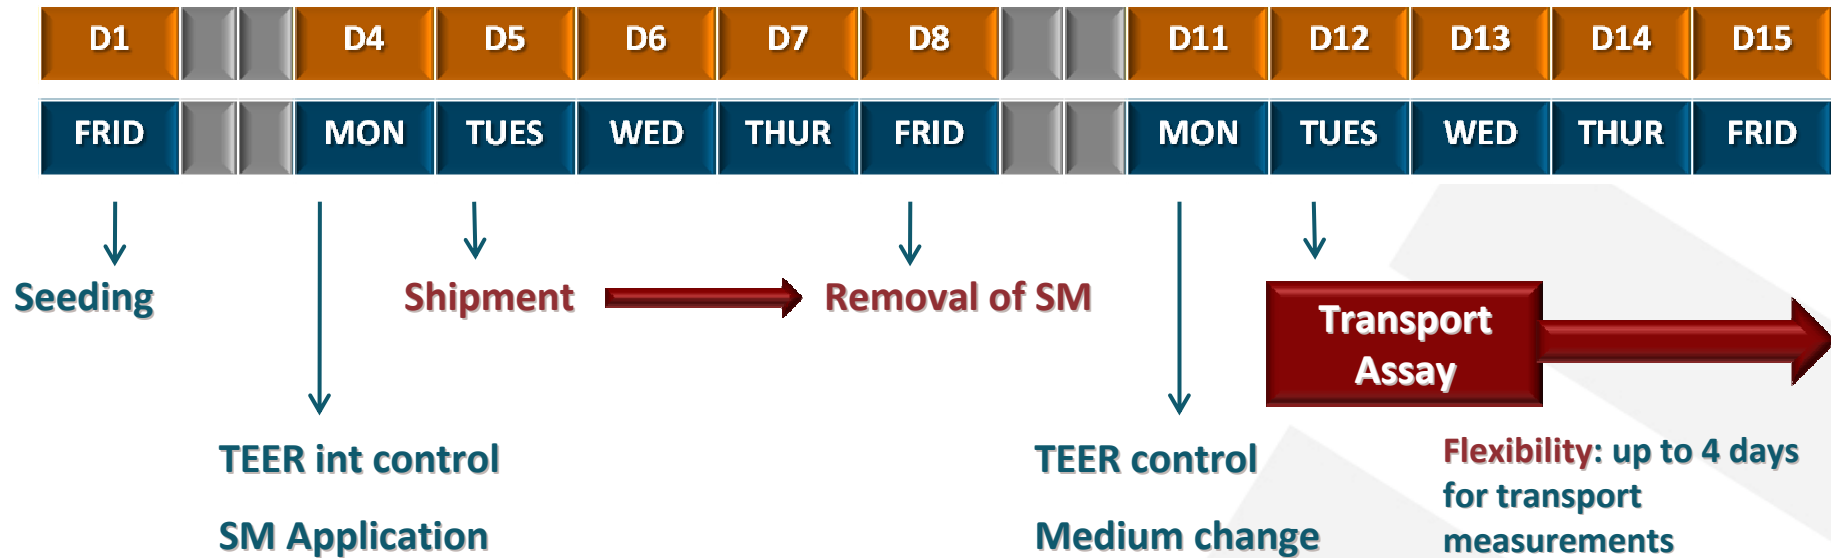 D1 D4 D5 D6 D7 D8 D11 D12 D13 D14 D15
FRID MON TUES WED THUR FRID MON TUES WED THUR FRID
Seeding
Shipment
Removal of SM
Transport
Assay
TEER int control
SM Application
TEER control
Medium change
Flexibility: up to 4 days
for transport
measurements